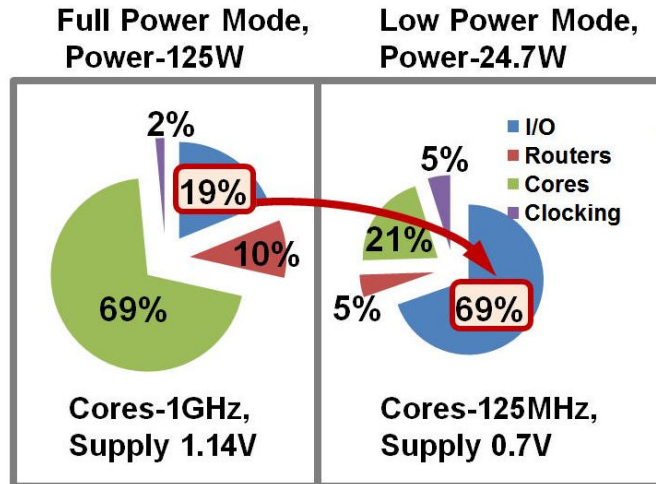 Full Power Mode,
Power-125W
Low Power Mode,
Power-24.7W
2%
19%
10%
69%
Cores-1GHz,
Supply 1.14V
I/O
Routers
Cores
Clocking
5%
21%
5%
69%
Cores-125MHz,
Supply 0.7V